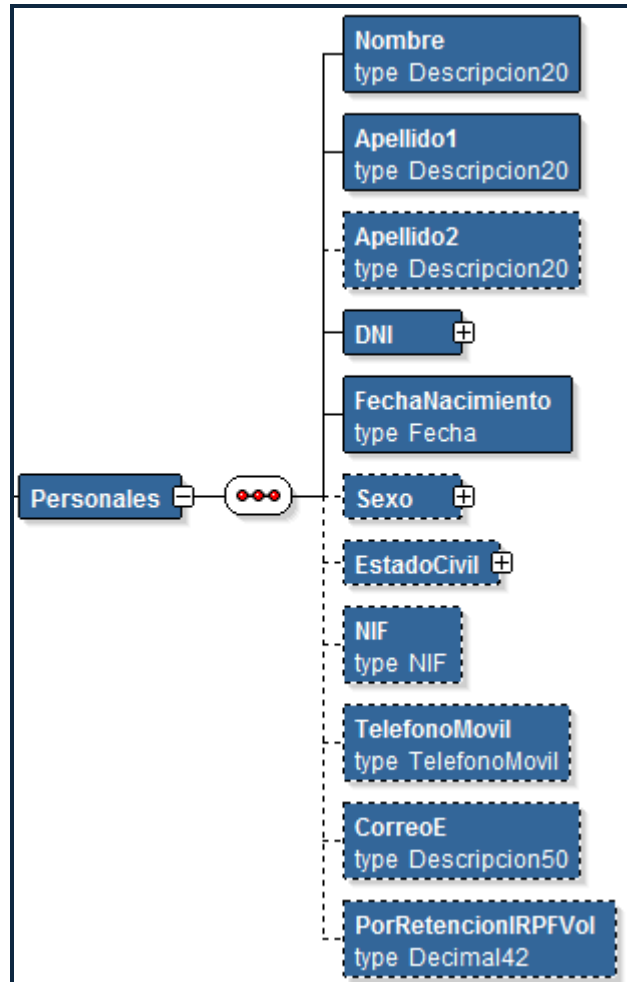 Nombre
type Descripcion20
Apellido1
type Descripcion20
Apellido2
type Descripcion20
DNI
FechaNacimiento
type Fecha
Personales
Sexo
EstadoCivil
NIF
type NIF
TelefonoMovil
type TelefonoMovil
CorreoE
type Descripcion50
PorRetencionIRPFVol
type Decimal42